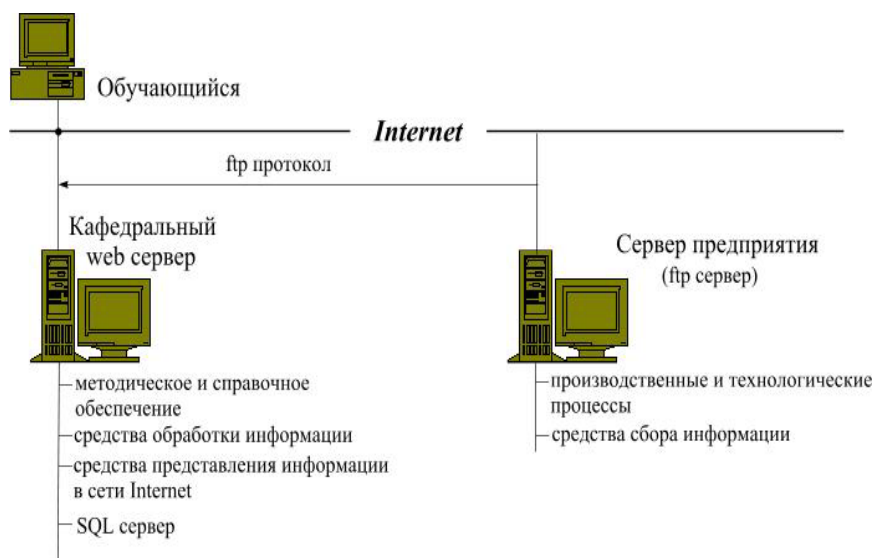 Обучающийся
Internet
ftp протокол
Кафедральный
web сервер
Сервер предприятия
(ftp сервер)
методическое и справочное
обеспечение
средства обработки информации
средства представления информации
в сети Internet
SQL сервер
производственные и технологические
процессы
средства сбора информации